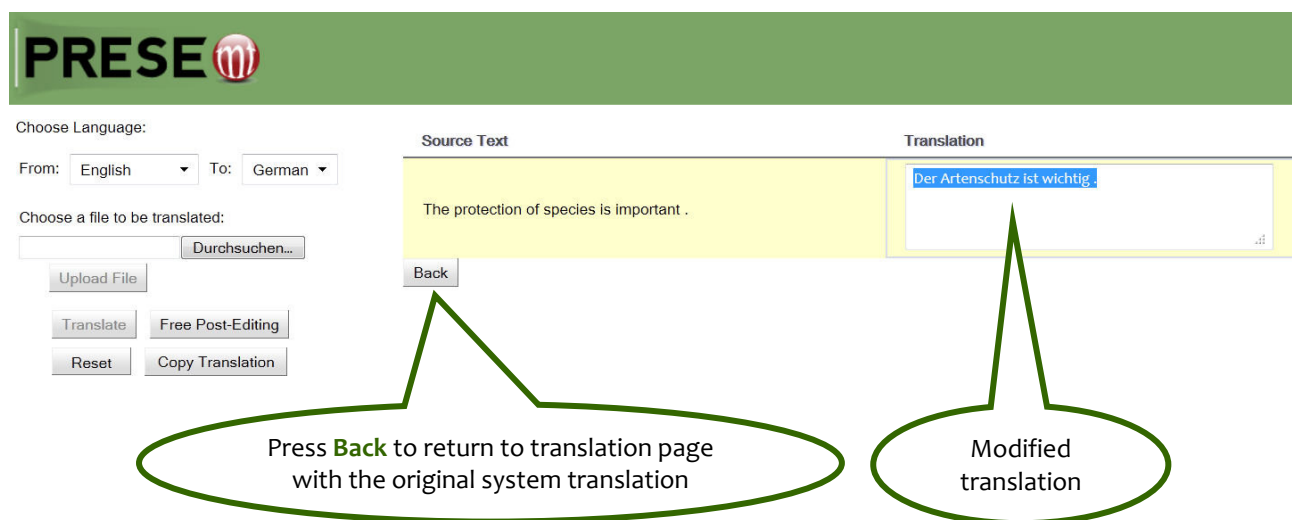 PRESEmt
Choose Language:
From: English To: German
Choose a file to be translated:
Durchsuchen...
Upload File
Translate Free Post-Editing
Reset Copy Translation
Source Text Translation
The protection of species is important . Der Artenschutz ist wichtig .
Back
Press Back to return to translation page
with the original system translation
Modified
translation